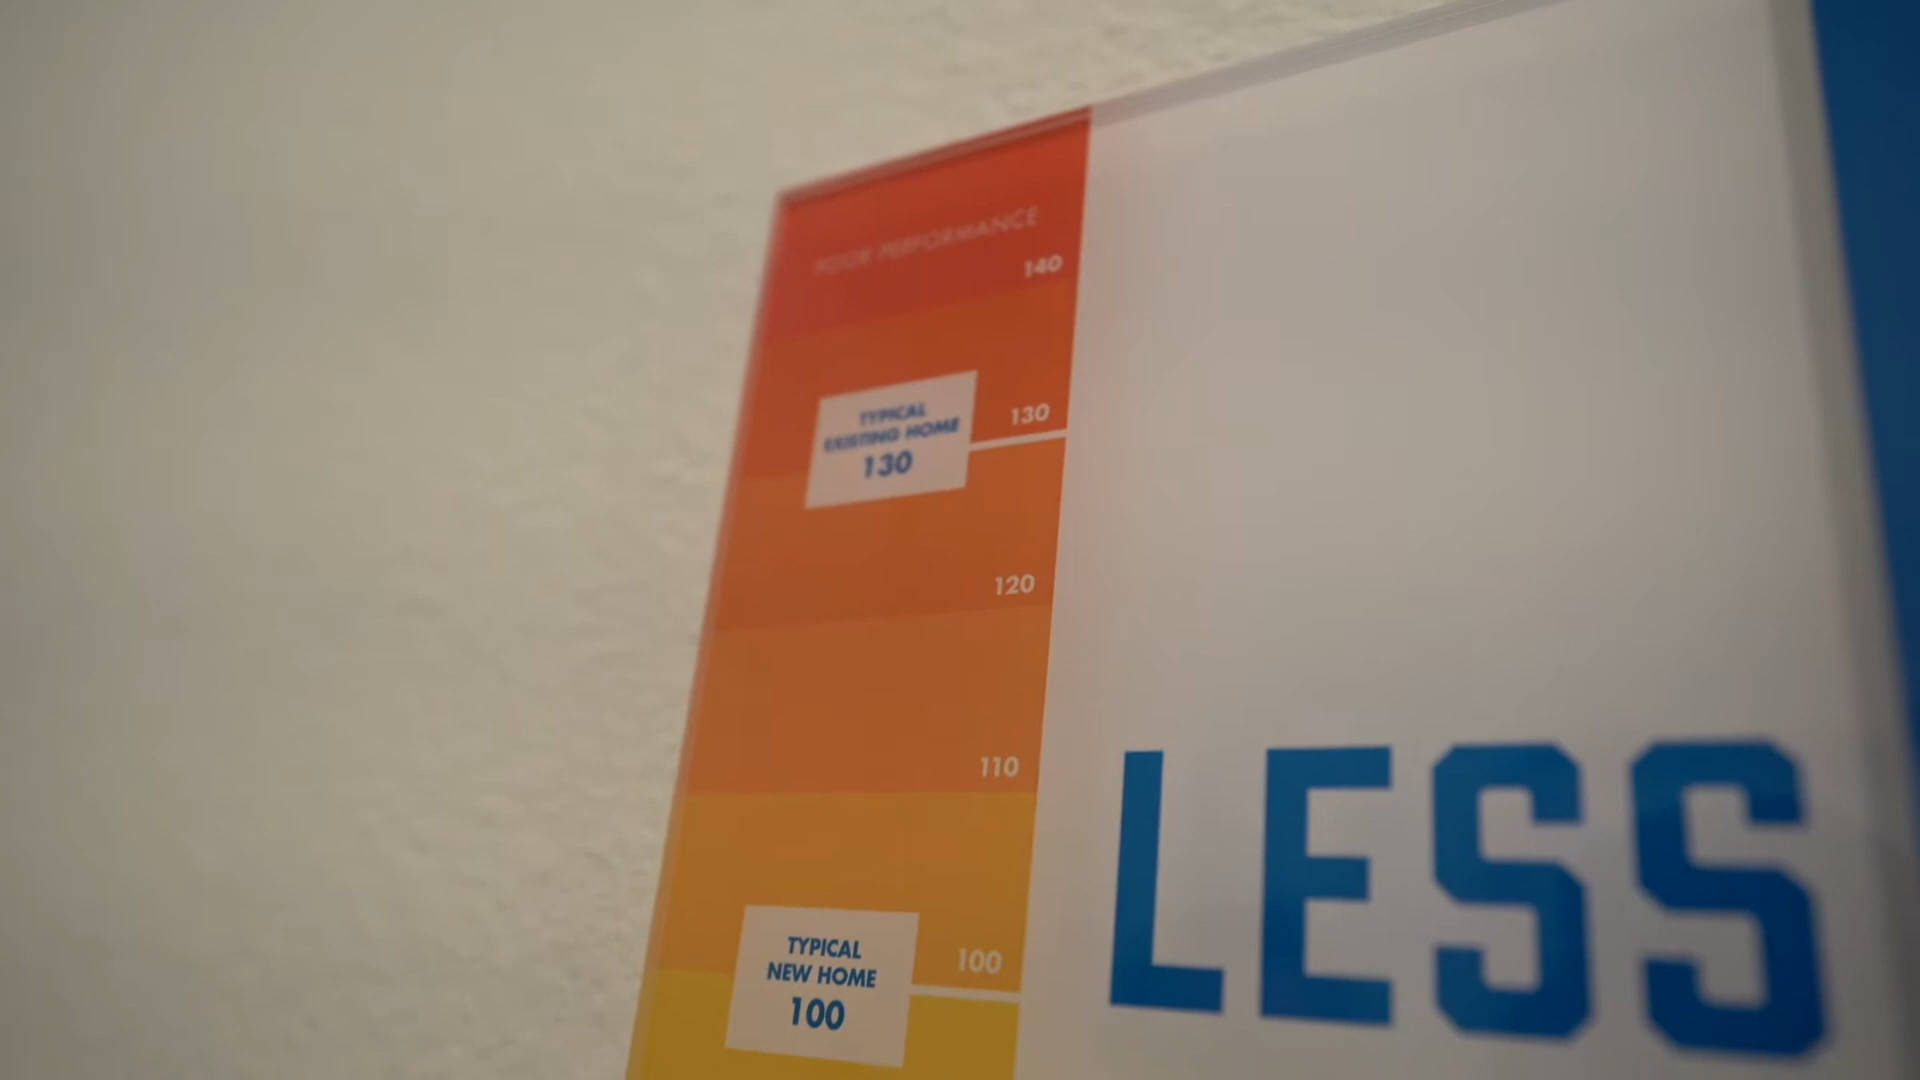 POOR PERFORMANCE
140
TYPICAL
EXISTING HOME
130
130
120
110
TYPICAL
NEW HOME
100
100
LESS